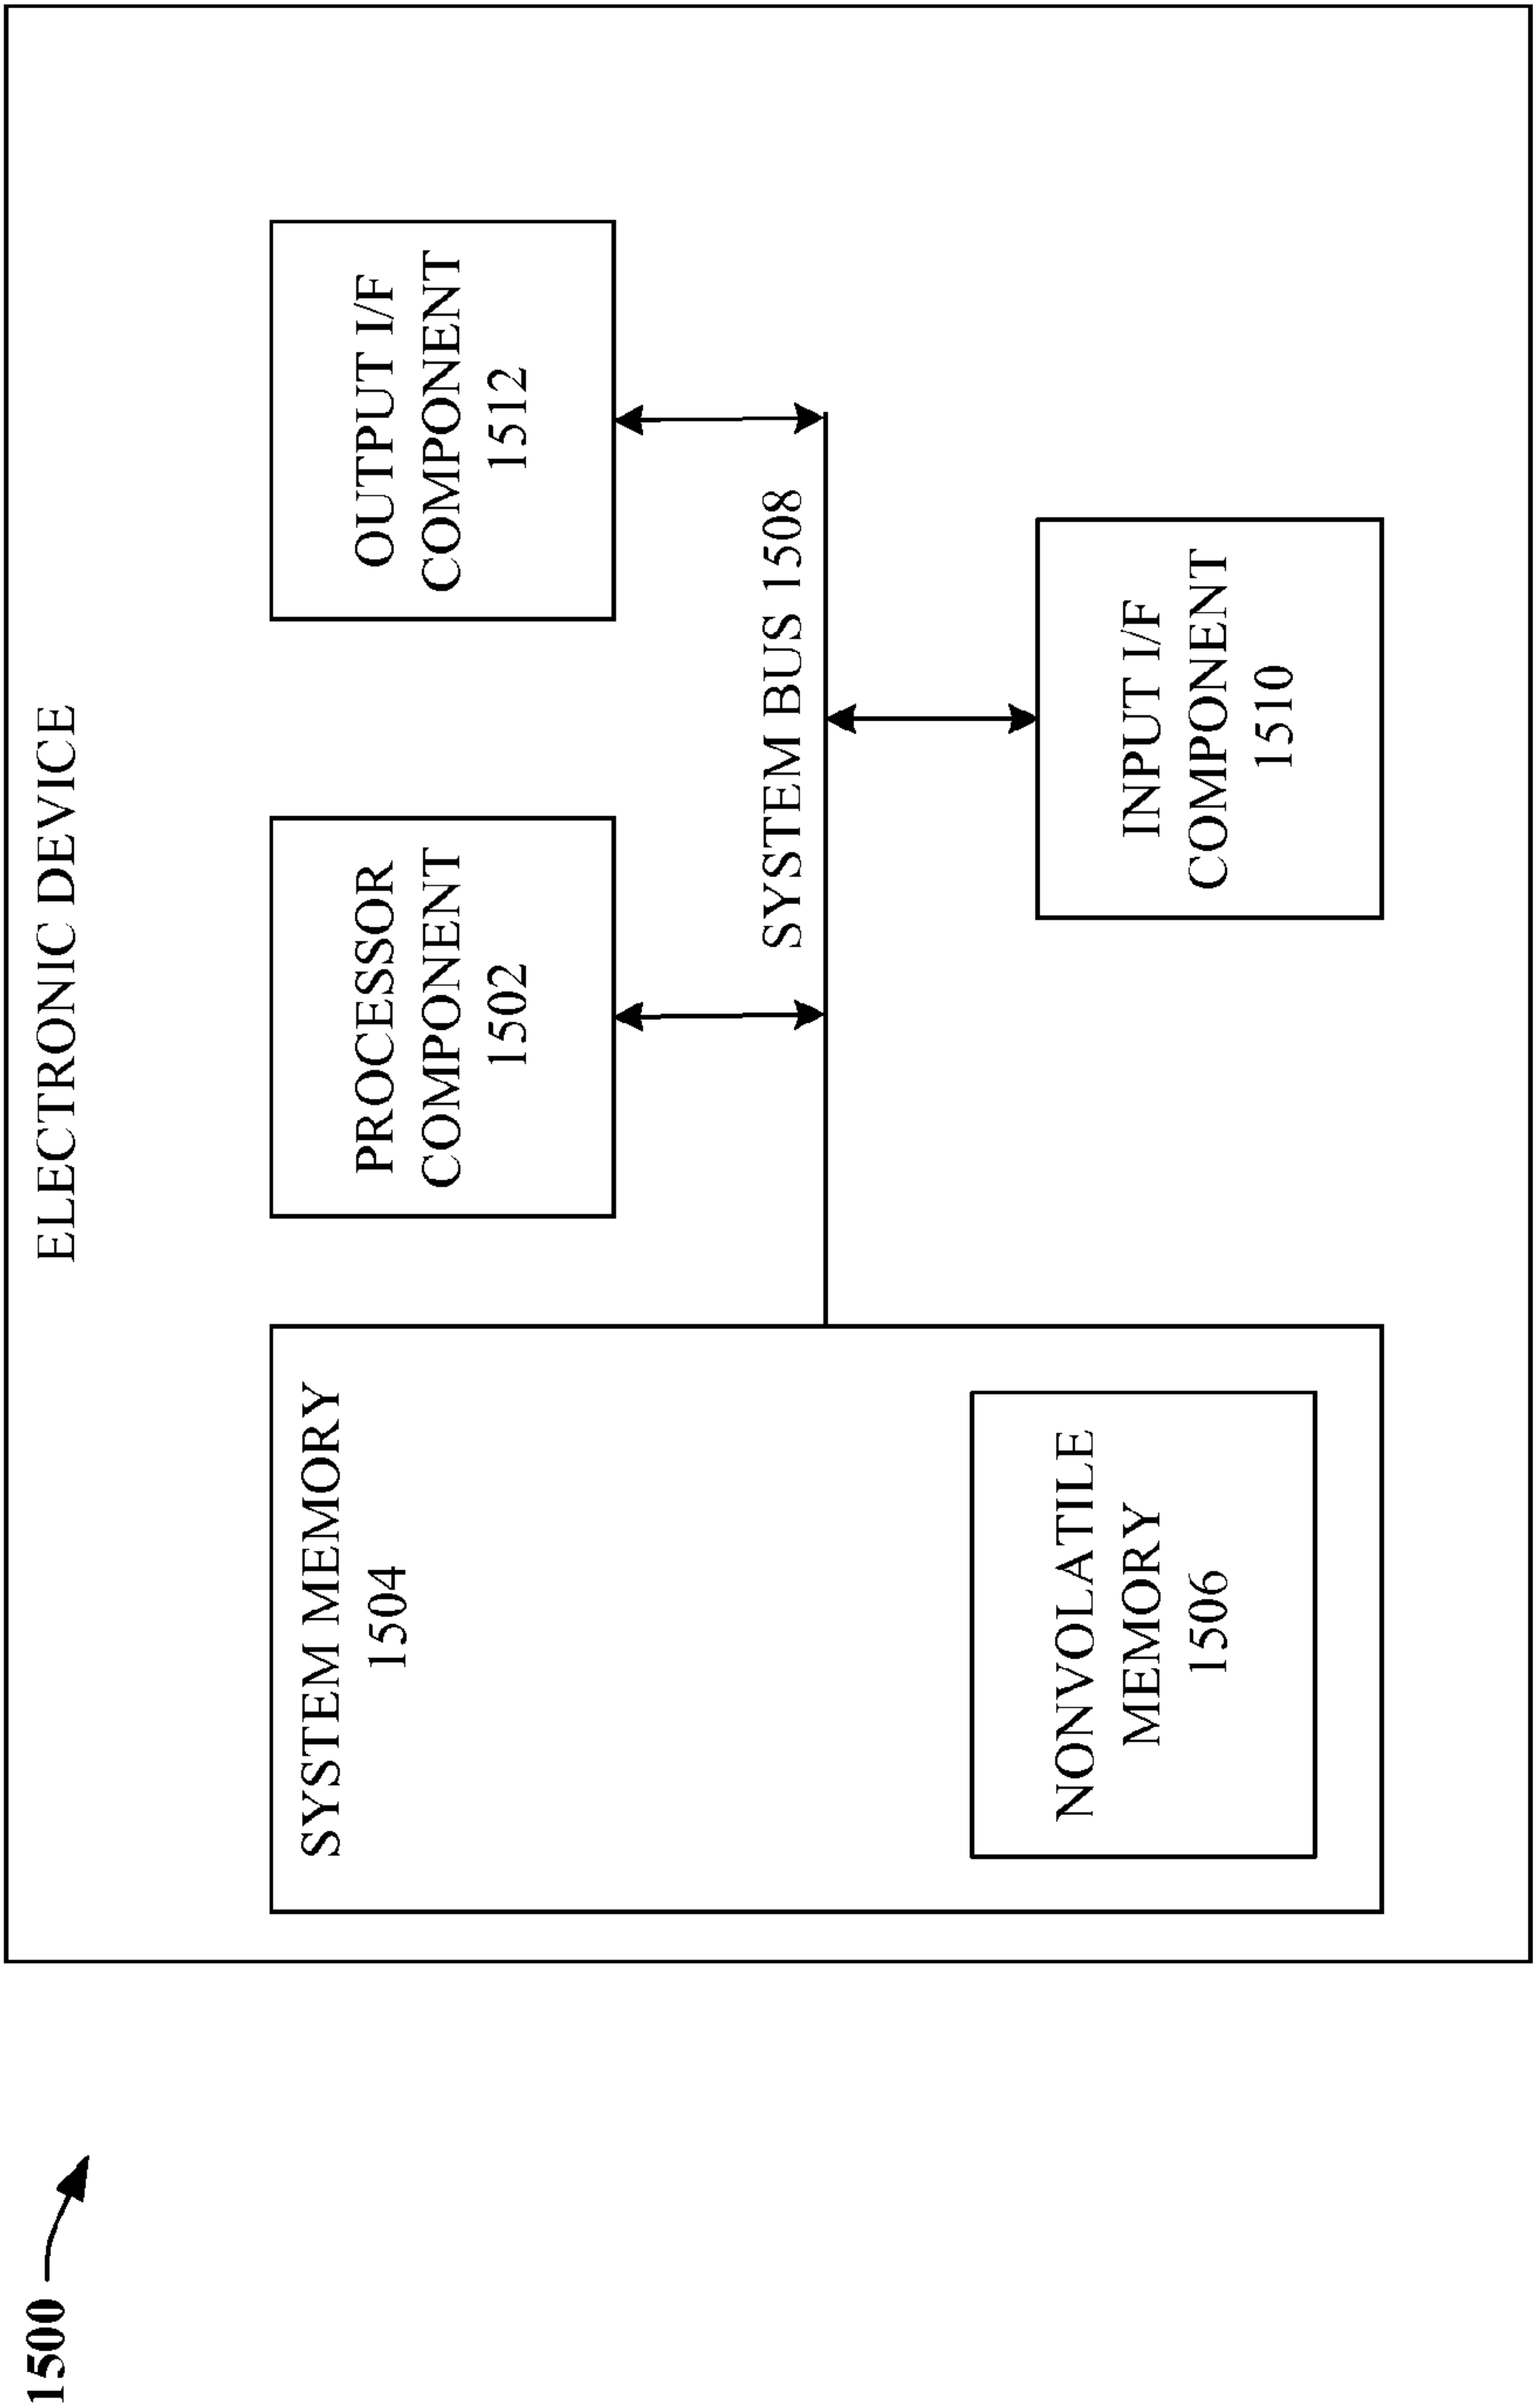 1500
ELECTRONIC DEVICE
SYSTEM MEMORY
1504
NONVOLATILE
MEMORY
1506
PROCESSOR
COMPONENT
1502
OUTPUT I/F
COMPONENT
1512
SYSTEM BUS 1508
INPUT I/F
COMPONENT
1510